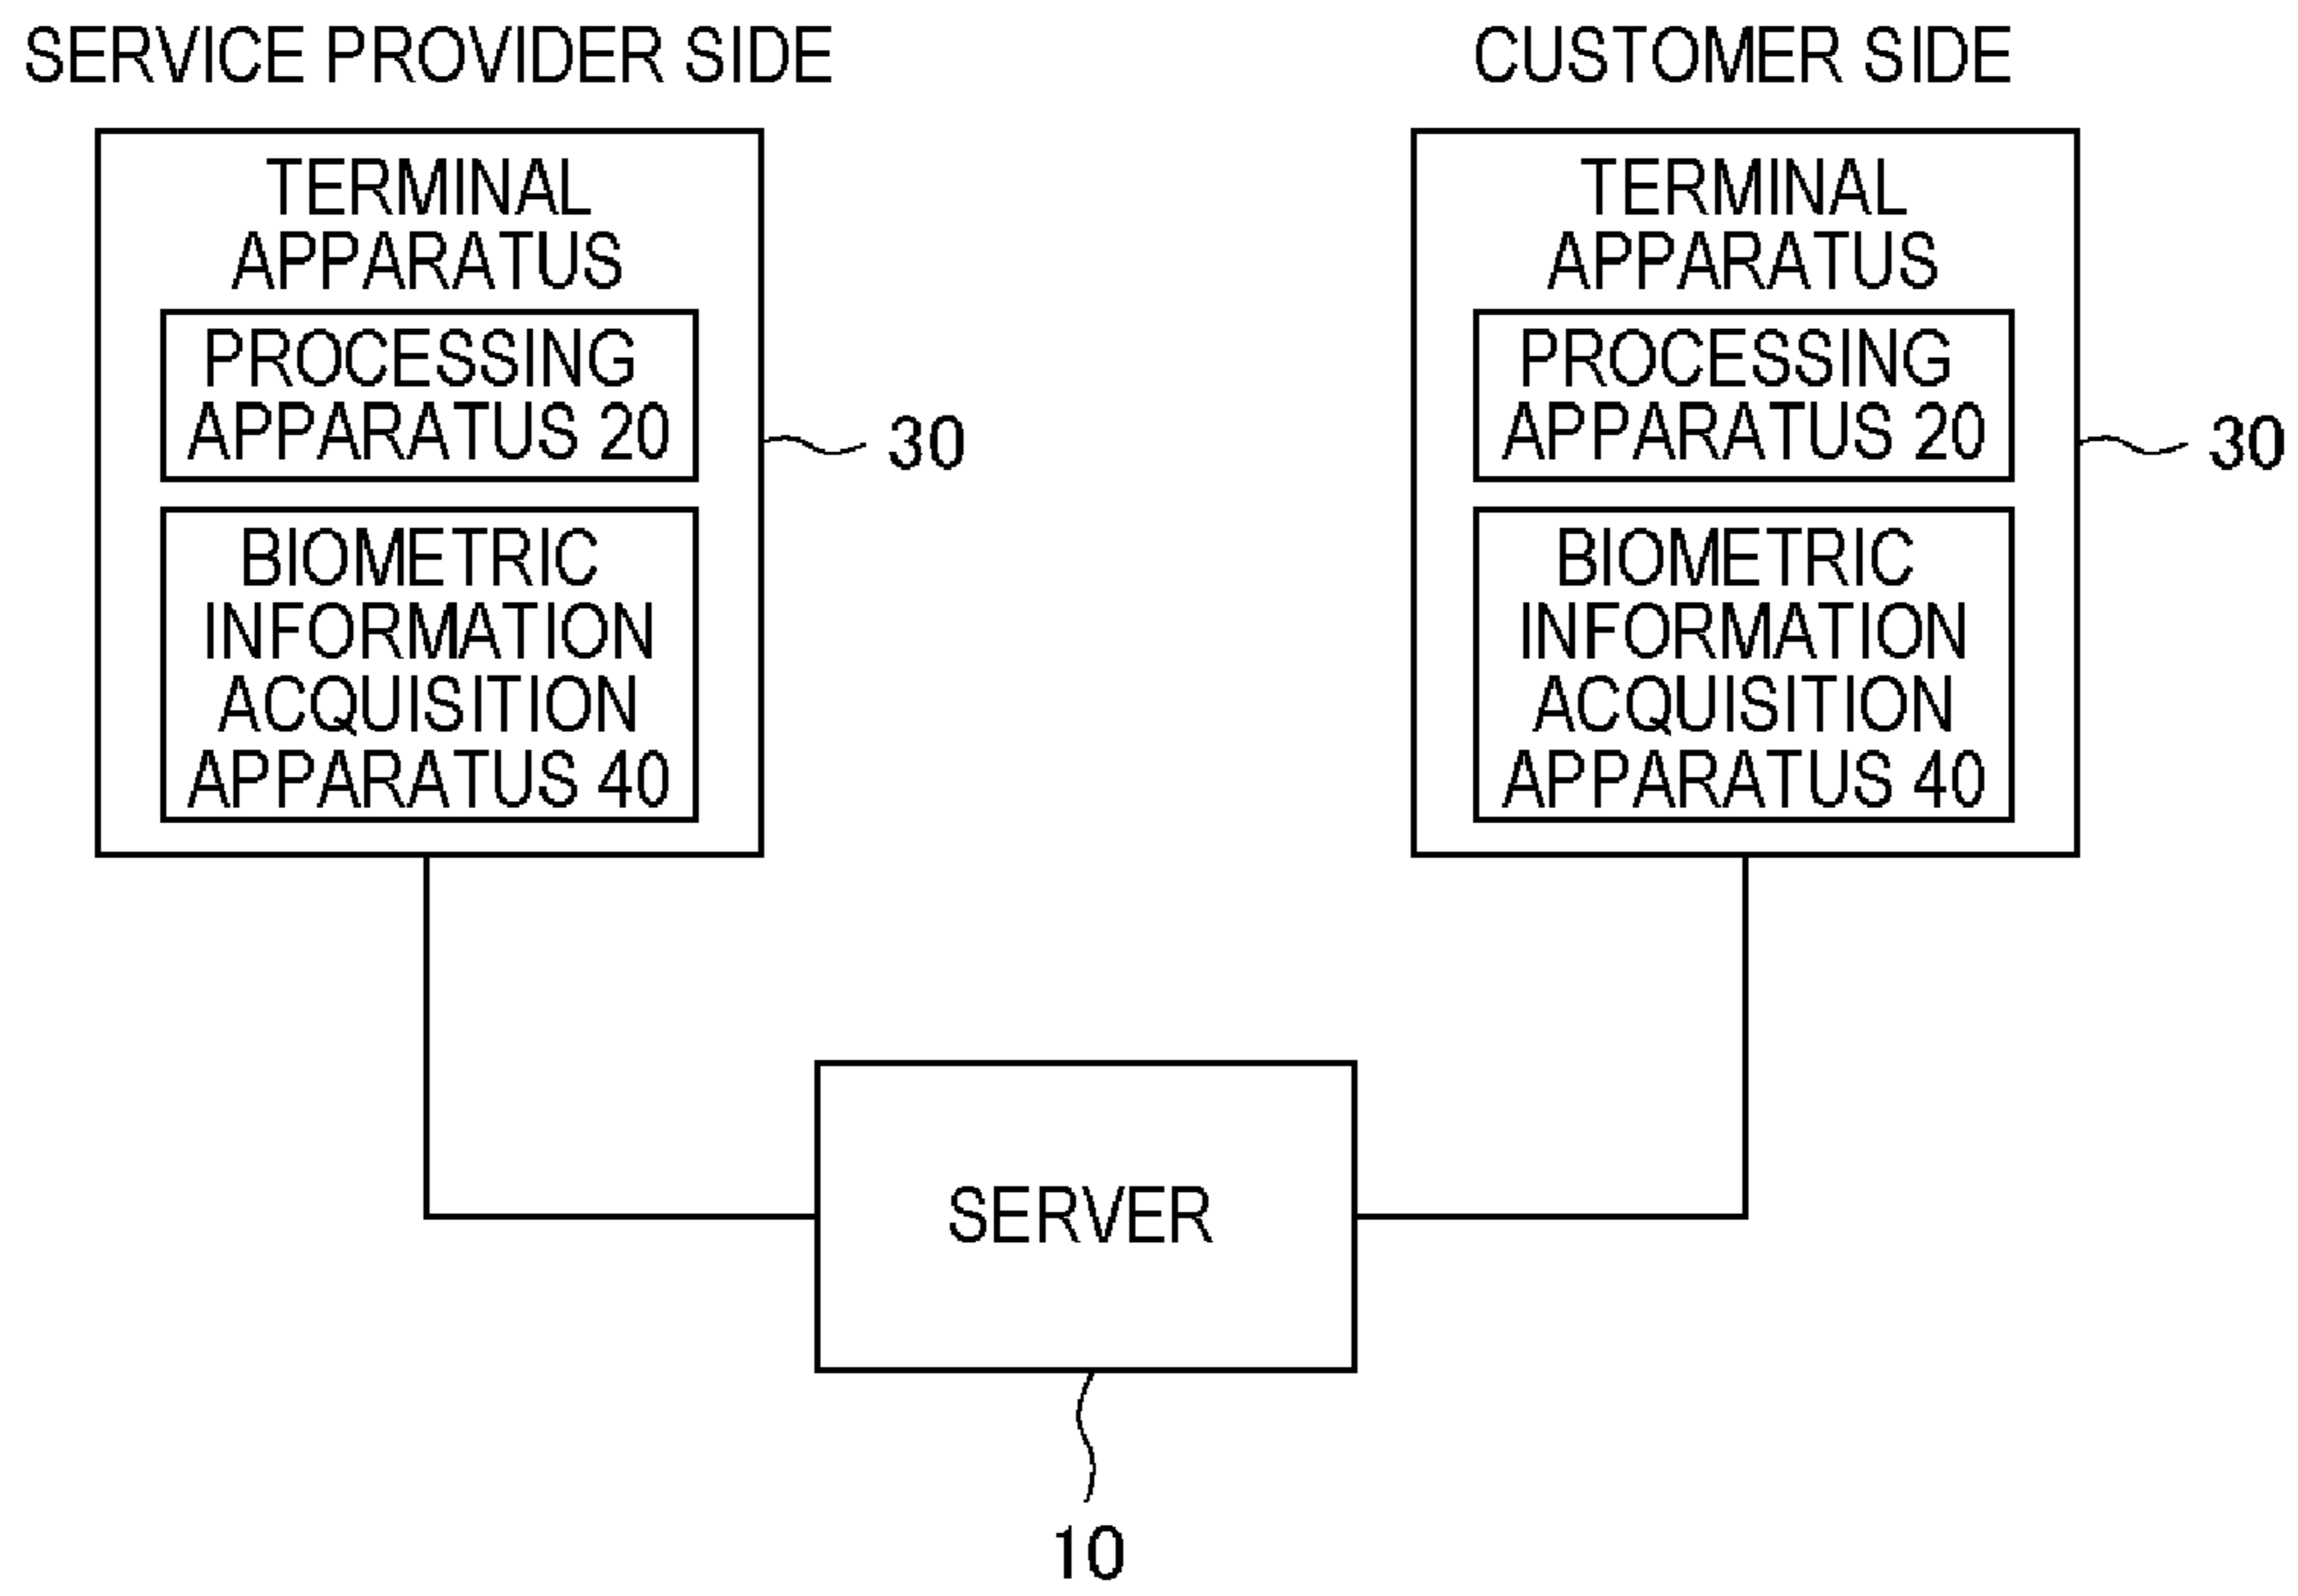 SERVICE PROVIDER SIDE
TERMINAL
APPARATUS
PROCESSING
APPARATUS 20
30
BIOMETRIC
INFORMATION
ACQUISITION
APPARATUS 40
CUSTOMER SIDE
TERMINAL
APPARATUS
PROCESSING
APPARATUS 20
30
BIOMETRIC
INFORMATION
ACQUISITION
APPARATUS 40
SERVER
10